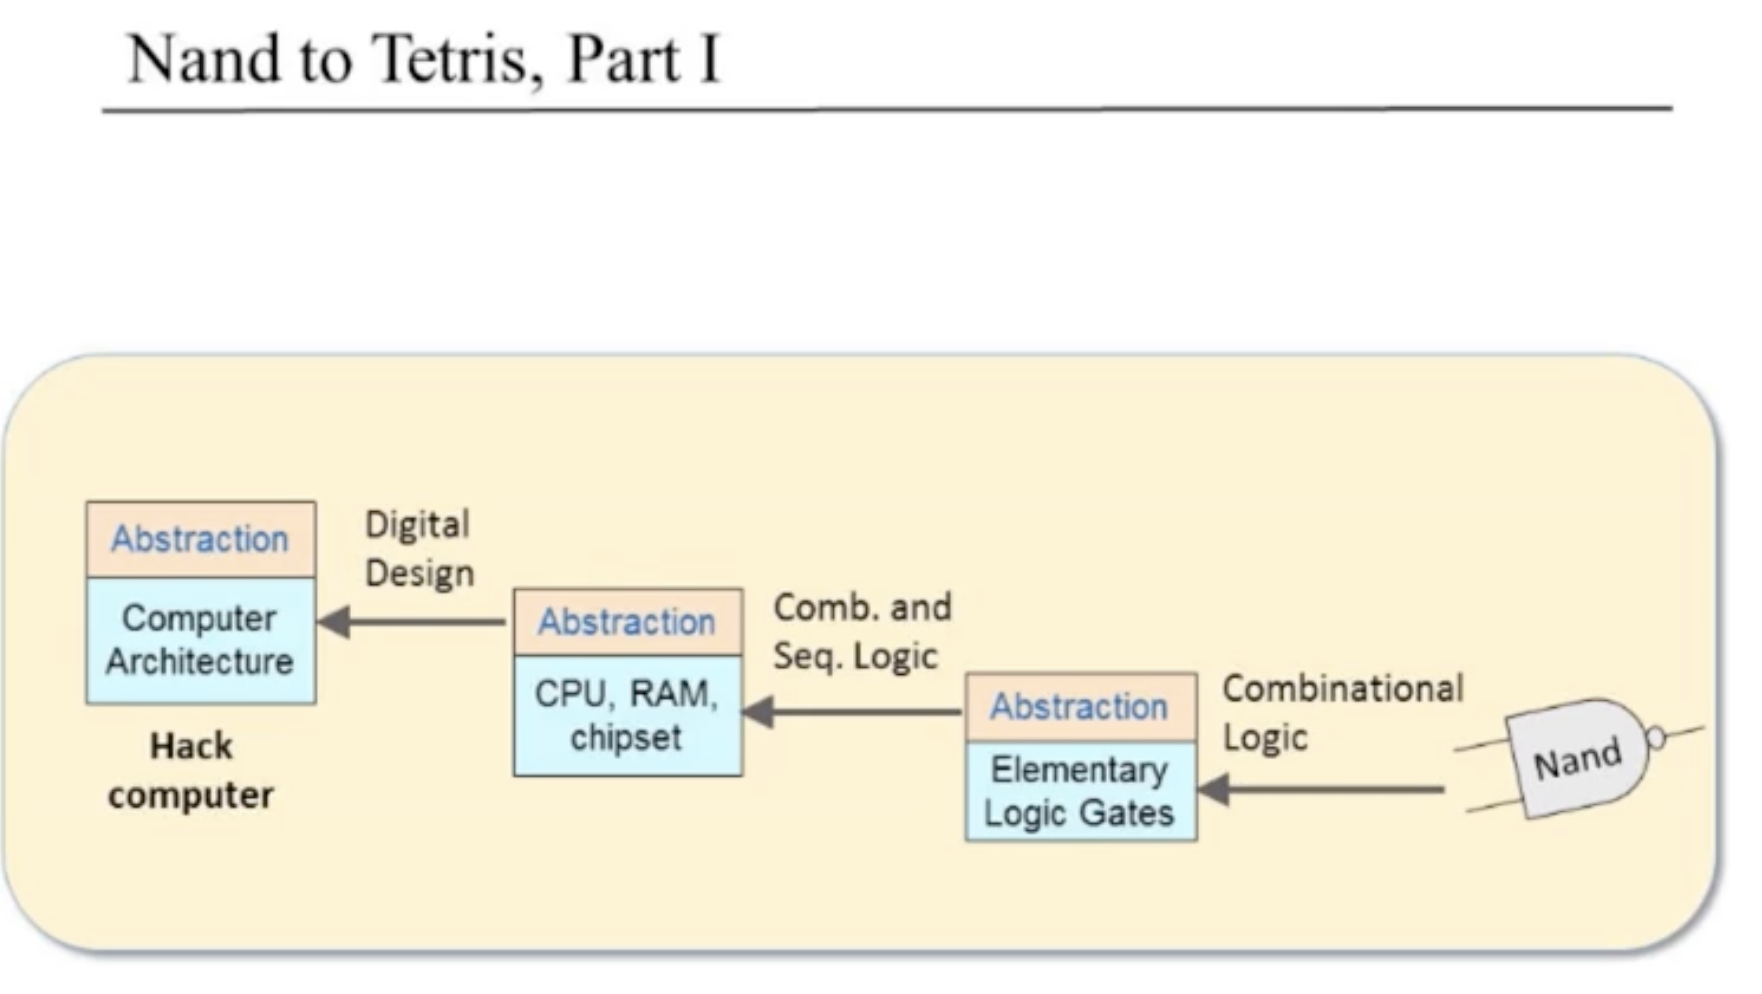 Nand to Tetris, Part I
Abstraction
Computer
Architecture
Hack
computer
Digital
Design
Abstraction
CPU, RAM,
chipset
Comb. and
Seq. Logic
Abstraction
Elementary
Logic Gates
Combinational
Logic
Nand